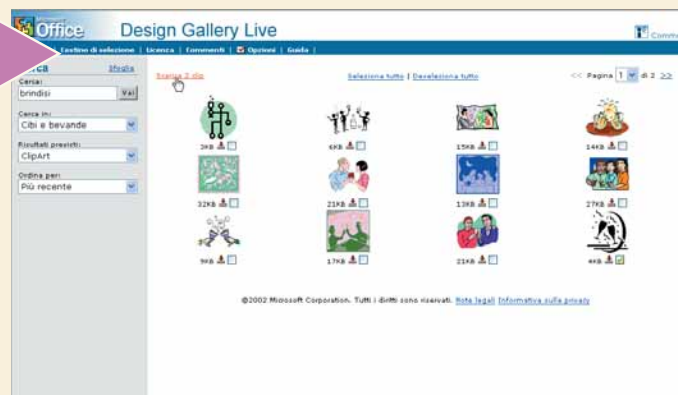 Office Design Gallery Live
Cestino di selezione | Licenza | Commenti | Opzioni | Guida |
Sfoglia
Cerca:
brindisi Vai
Cerca in:
Cibi e bevande
Risultati previsti:
ClipArt
Ordina per:
Più recente
Scarica 2 clip
Seleziona tutto | Deseleziona tutto
<< Pagina 1 di 2 >>
3KB 6KB 15KB 14KB
32KB 21KB 13KB 27KB
9KB 17KB 21KB 4KB
©2002 Microsoft Corporation. Tutti i diritti sono riservati. Note legali Informativa sulla privacy